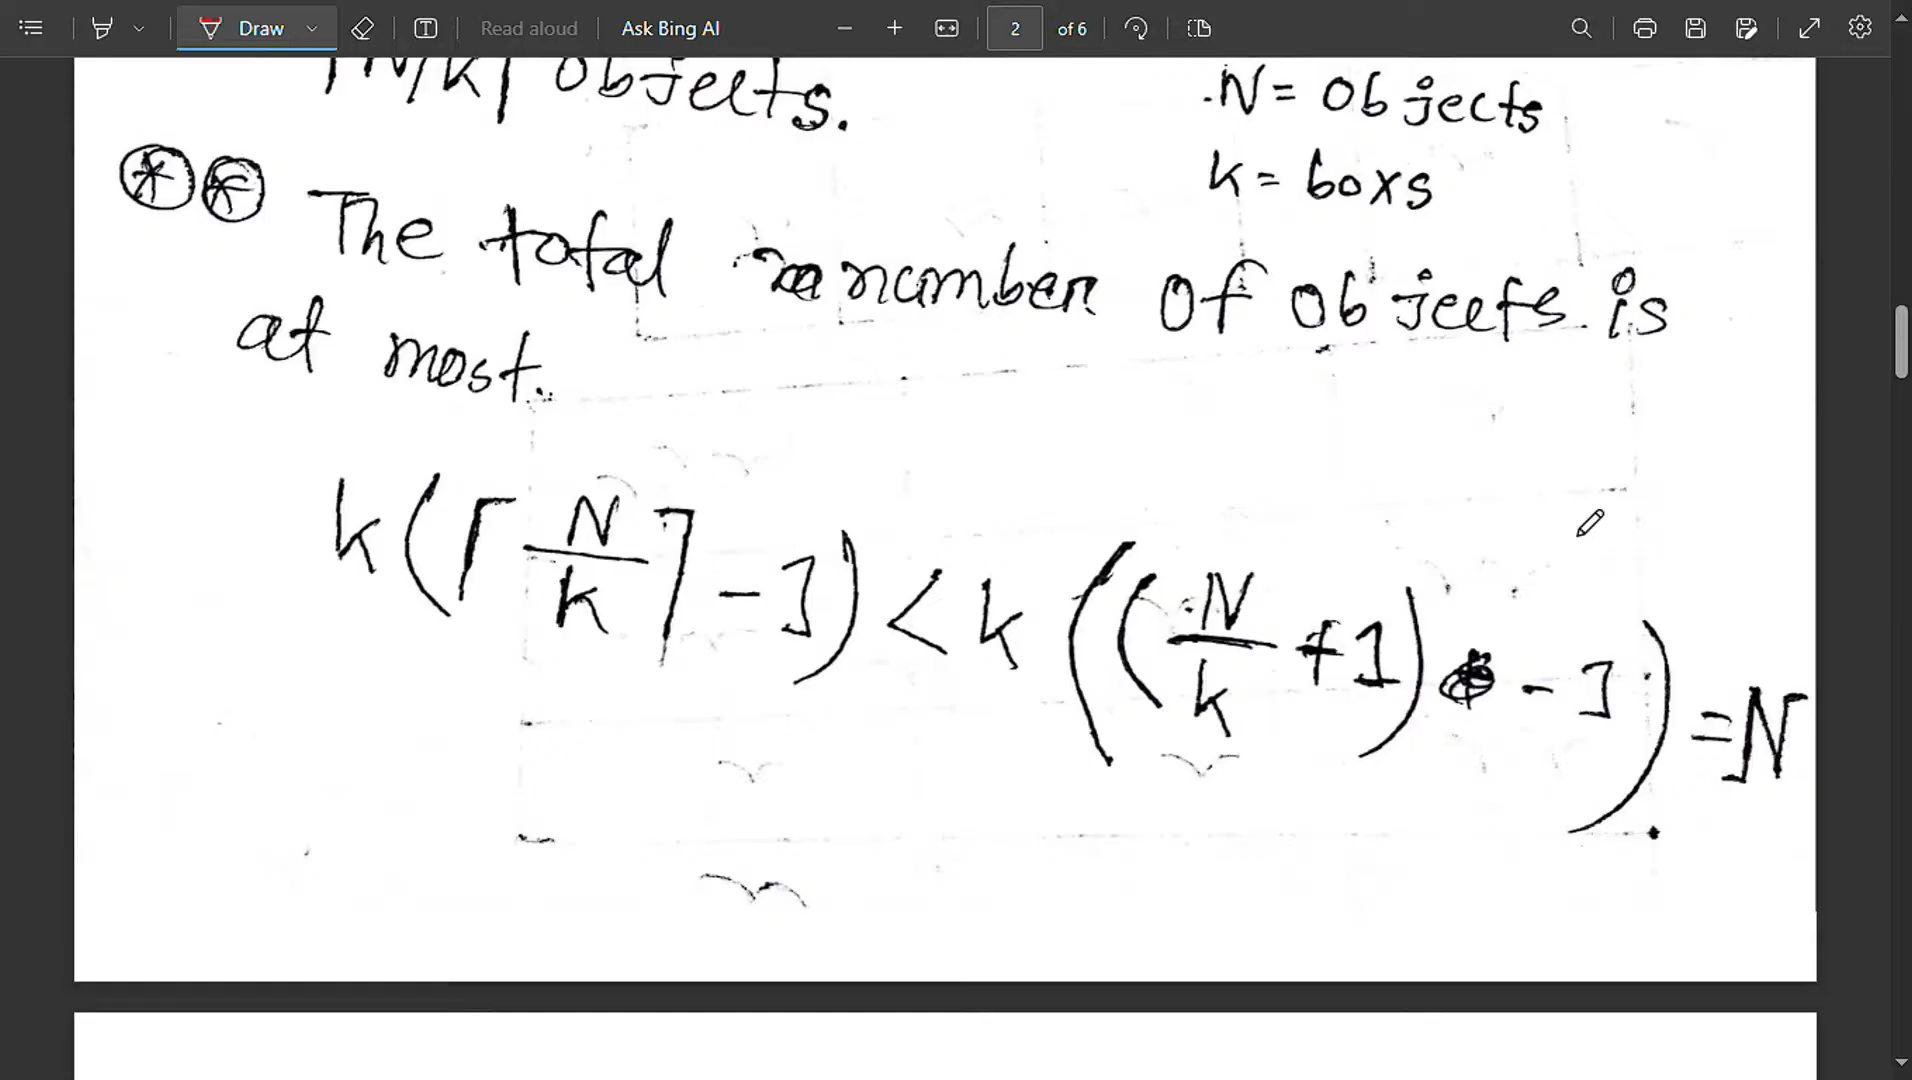 Draw
Read aloud
Ask Bing AI
2 of 6
⌈N/k⌉ Objects.
N = Objects
k = boxs
The total number of Objects is
at most.
k(⌈N/k⌉ - 1) < k((N/k + 1) - 1) = N